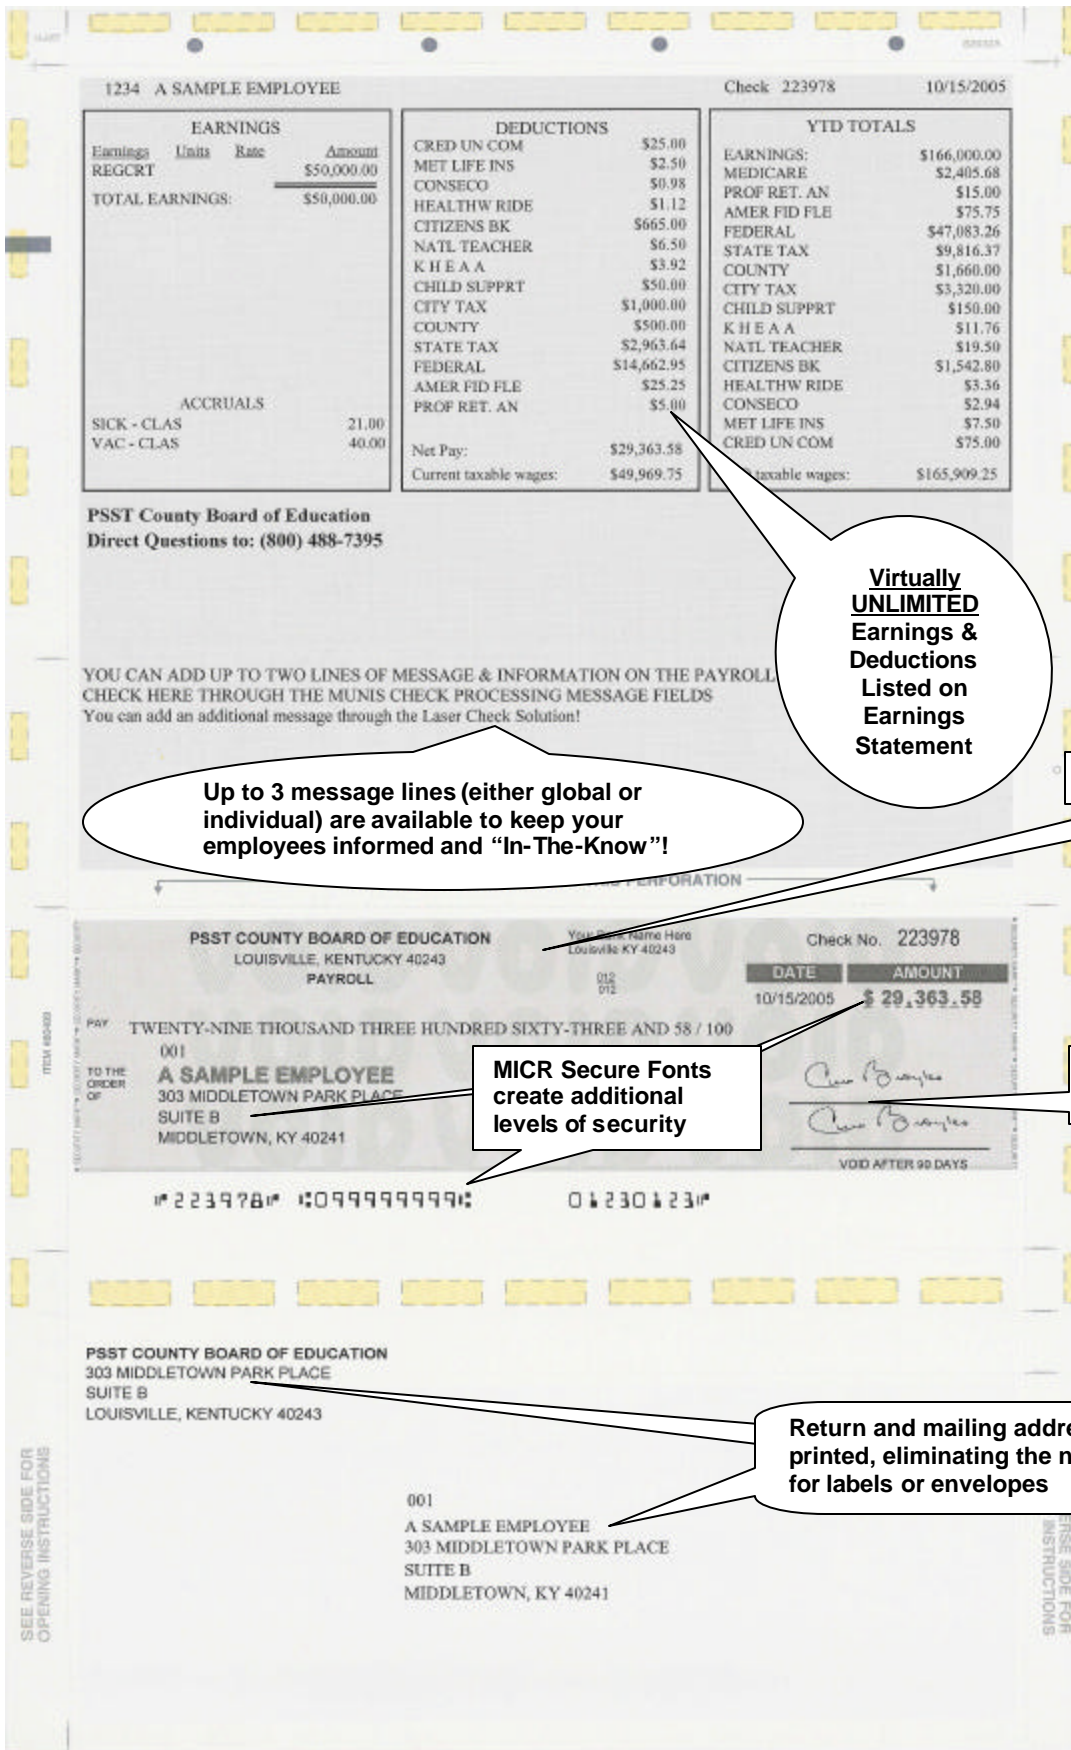 1234 A SAMPLE EMPLOYEE Check 223978 10/15/2005
EARNINGS
Earnings Units Rate Amount
REGCRT $50,000.00
TOTAL EARNINGS: $50,000.00
ACCRUALS
SICK - CLAS 21.00
VAC - CLAS 40.00
DEDUCTIONS
CRED UN COM $25.00
MET LIFE INS $2.50
CONSECO $0.98
HEALTHW RIDE $1.12
CITIZENS BK $665.00
NATL TEACHER $6.50
K H E A A $3.92
CHILD SUPPRT $50.00
CITY TAX $1,000.00
COUNTY $500.00
STATE TAX $2,963.64
FEDERAL $14,662.95
AMER FID FLE $25.25
PROF RET. AN $5.00
Net Pay: $29,363.58
Current taxable wages: $49,969.75
YTD TOTALS
EARNINGS: $166,000.00
MEDICARE $2,405.68
PROF RET. AN $15.00
AMER FID FLE $75.75
FEDERAL $47,083.26
STATE TAX $9,816.37
COUNTY $1,660.00
CITY TAX $3,320.00
CHILD SUPPRT $150.00
K H E A A $11.76
NATL TEACHER $19.50
CITIZENS BK $1,542.80
HEALTHW RIDE $3.36
CONSECO $2.94
MET LIFE INS $7.50
CRED UN COM $75.00
taxable wages: $165,909.25
PSST County Board of Education
Direct Questions to: (800) 488-7395
Virtually
UNLIMITED
Earnings &
Deductions
Listed on
Earnings
Statement
YOU CAN ADD UP TO TWO LINES OF MESSAGE & INFORMATION ON THE PAYROLL
CHECK HERE THROUGH THE MUNIS CHECK PROCESSING MESSAGE FIELDS
You can add an additional message through the Laser Check Solution!
Up to 3 message lines (either global or
individual) are available to keep your
employees informed and “In-The-Know”!
PERFORATION
PSST COUNTY BOARD OF EDUCATION
LOUISVILLE, KENTUCKY 40243
PAYROLL
Your Bank Name Here
Louisville KY 40243
012
012
Check No. 223978
DATE AMOUNT
10/15/2005 $ 29,363.58
PAY TWENTY-NINE THOUSAND THREE HUNDRED SIXTY-THREE AND 58 / 100
TO THE
ORDER
OF
001
A SAMPLE EMPLOYEE
303 MIDDLETOWN PARK PLACE
SUITE B
MIDDLETOWN, KY 40241
MICR Secure Fonts
create additional
levels of security
VOID AFTER 90 DAYS
⑈223978⑈ ⑆099999999⑆ 01230123⑈
PSST COUNTY BOARD OF EDUCATION
303 MIDDLETOWN PARK PLACE
SUITE B
LOUISVILLE, KENTUCKY 40243
Return and mailing addre
printed, eliminating the n
for labels or envelopes
001
A SAMPLE EMPLOYEE
303 MIDDLETOWN PARK PLACE
SUITE B
MIDDLETOWN, KY 40241
SEE REVERSE SIDE FOR
OPENING INSTRUCTIONS
ERSE SIDE FOR
INSTRUCTIONS